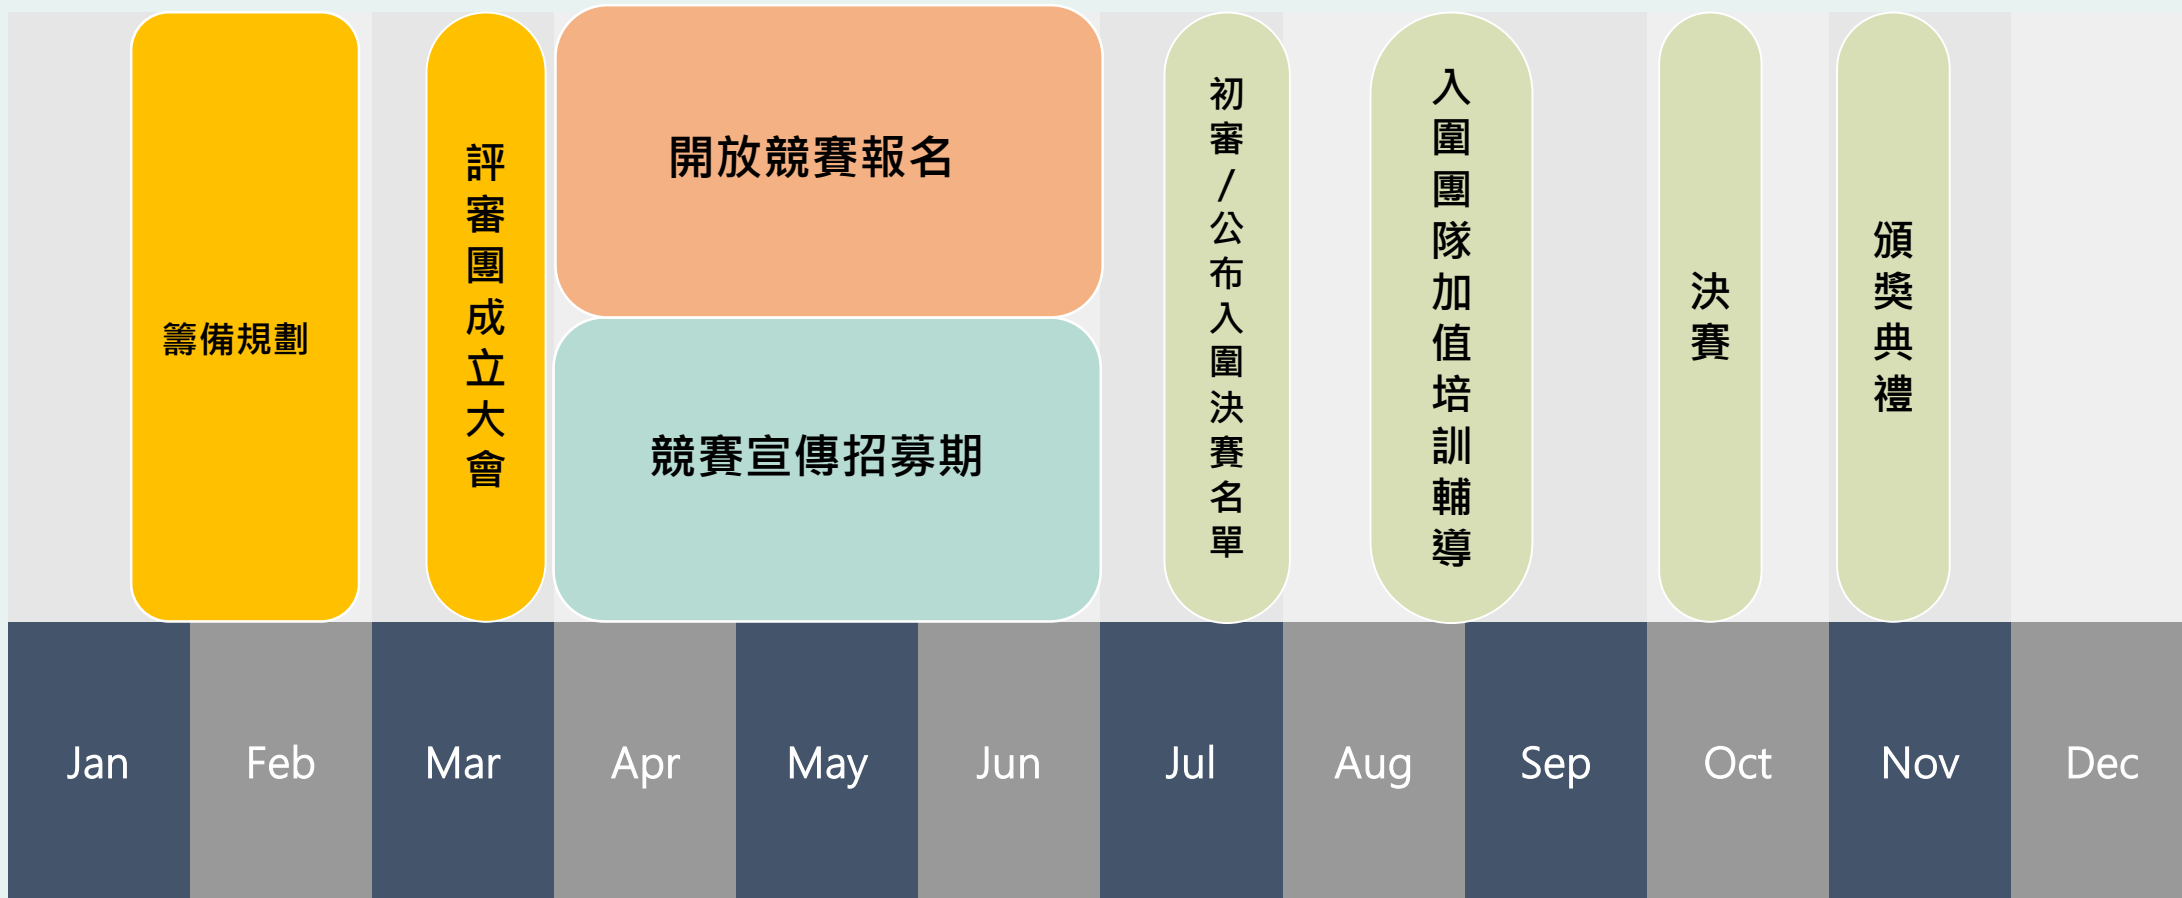 籌備規劃
評審團成立大會
開放競賽報名
競賽宣傳招募期
初審/公布入圍決賽名單
入圍團隊加值培訓輔導
決賽
頒獎典禮
Jan
Feb
Mar
Apr
May
Jun
Jul
Aug
Sep
Oct
Nov
Dec